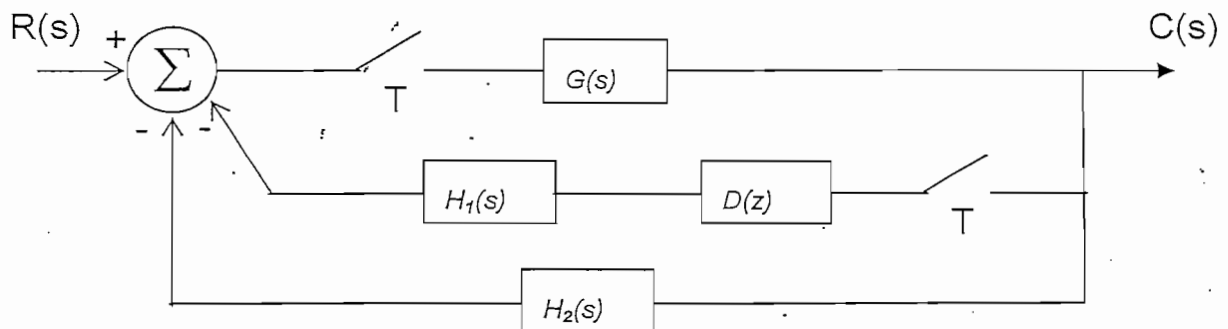 R(s) + Σ T G(s) C(s)
- -
H₁(s) D(z) T
H₂(s)